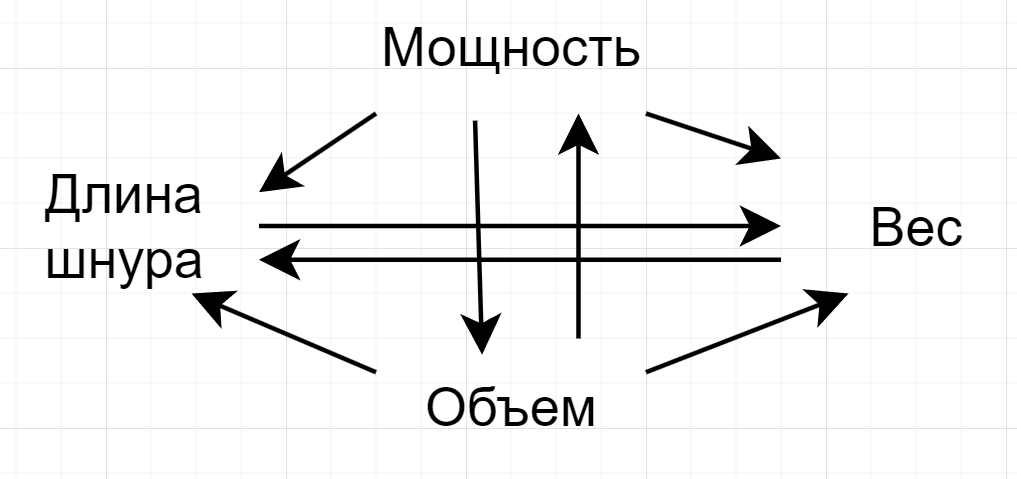 Мощность
Длина
шнура
Вес
Объем